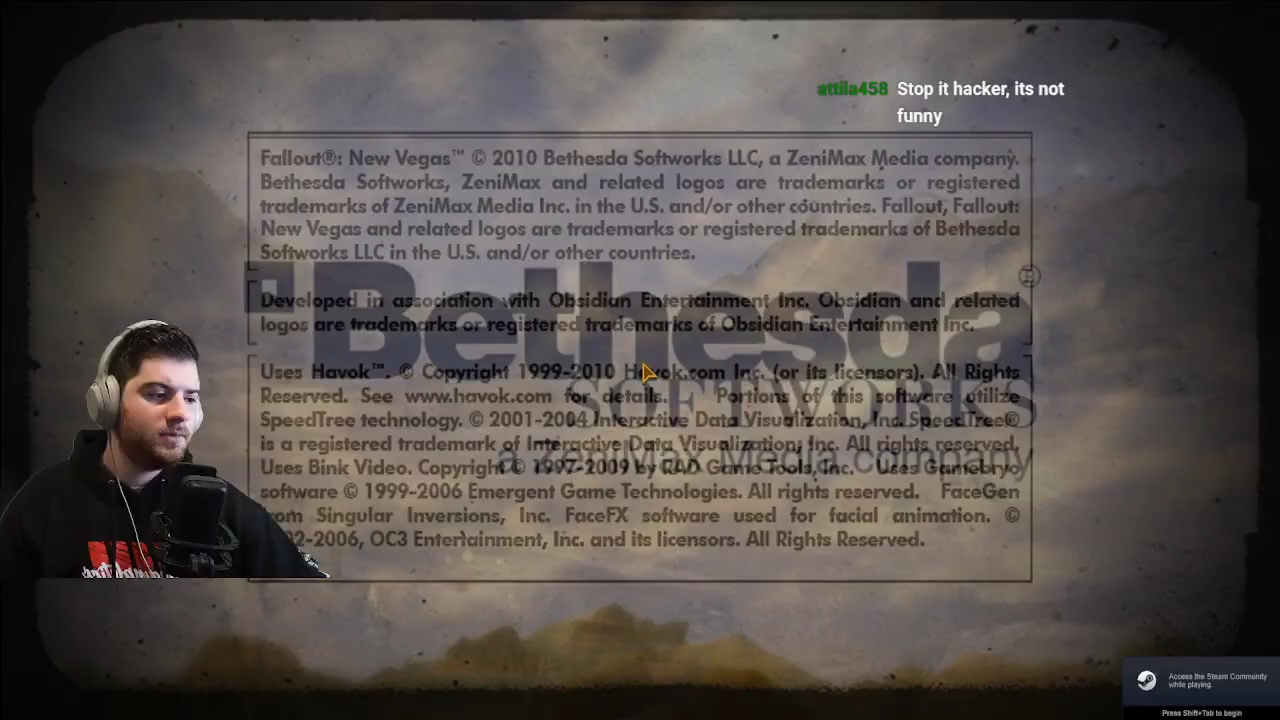 attila458 Stop it hacker, its not
funny
Fallout®: New Vegas™ © 2010 Bethesda Softworks LLC, a ZeniMax Media company.
Bethesda Softworks, ZeniMax and related logos are trademarks or registered
trademarks of ZeniMax Media Inc. in the U.S. and/or other countries. Fallout, Fallout:
New Vegas and related logos are trademarks or registered trademarks of Bethesda
Softworks LLC in the U.S. and/or other countries.
Bethesda®
SOFTWORKS
a ZeniMax Media company
Developed in association with Obsidian Entertainment Inc. Obsidian and related
logos are trademarks or registered trademarks of Obsidian Entertainment Inc.
Uses Havok™. © Copyright 1999-2010 Havok.com Inc. (or its licensors). All Rights
Reserved. See www.havok.com for details. Portions of this software utilize
SpeedTree technology. © 2001-2004 Interactive Data Visualization, Inc. SpeedTree®
is a registered trademark of Interactive Data Visualization, Inc. All rights reserved.
Uses Bink Video. Copyright © 1997-2009 by RAD Game Tools, Inc. Uses Gamebryo
software © 1999-2006 Emergent Game Technologies. All rights reserved. FaceGen
Singular Inversions, Inc. FaceFX software used for facial animation. ©
-2006, OC3 Entertainment, Inc. and its licensors. All Rights Reserved.
Access the Steam Community
while playing.
Press Shift+Tab to begin